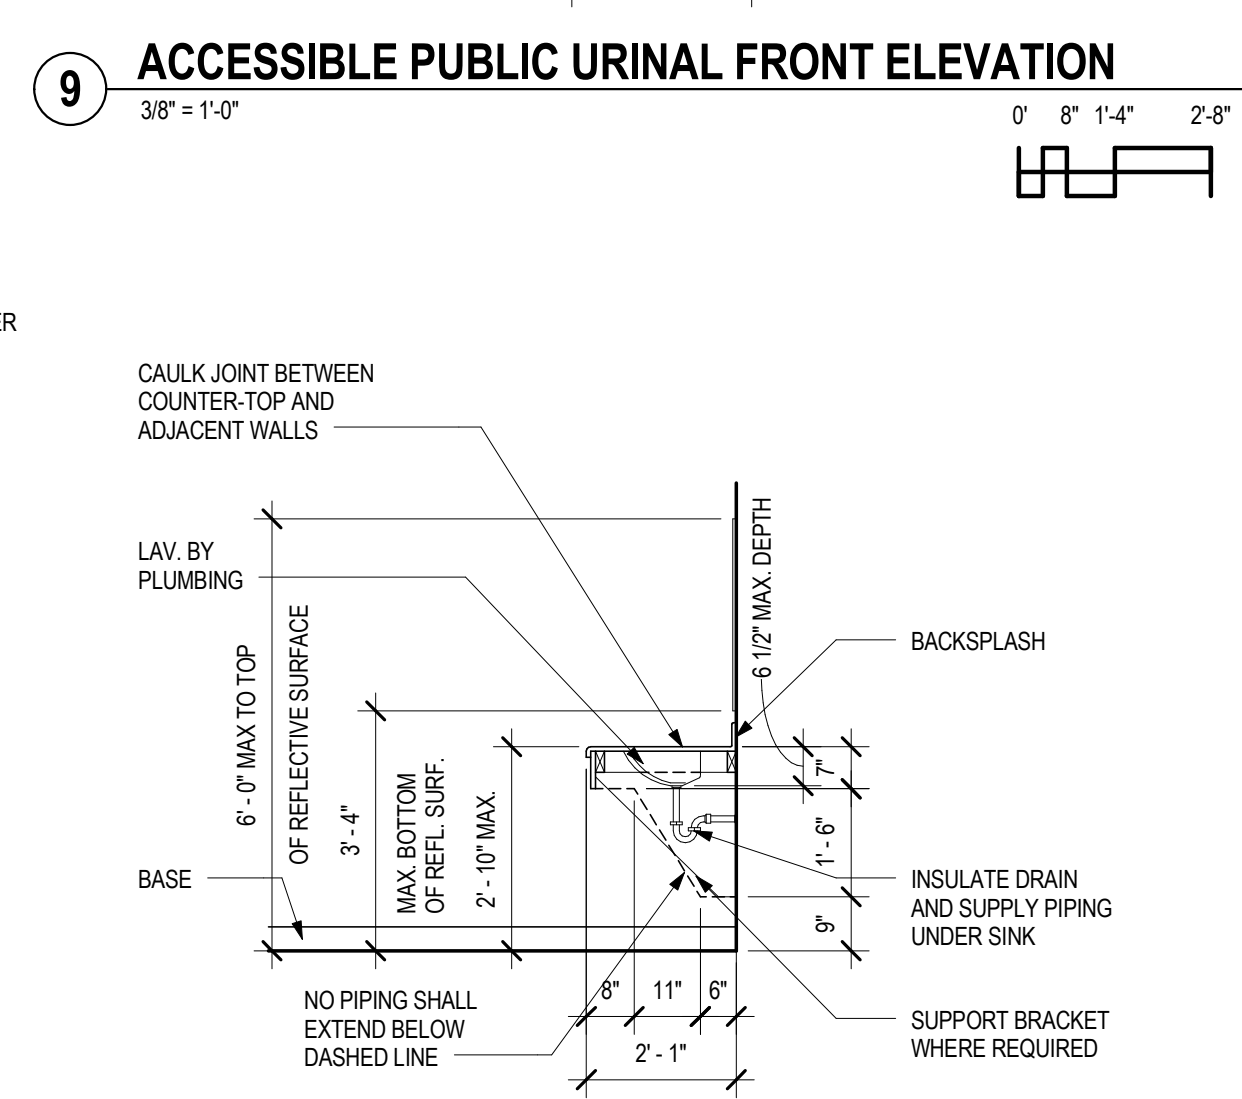 9
ACCESSIBLE PUBLIC URINAL FRONT ELEVATION
3/8" = 1'-0"
0' 8" 1'-4" 2'-8"
ER
CAULK JOINT BETWEEN
COUNTER-TOP AND
ADJACENT WALLS
LAV. BY
PLUMBING
6' - 0" MAX TO TOP
OF REFLECTIVE SURFACE
3' - 4"
MAX. BOTTOM
OF REFL. SURF.
2' - 10" MAX.
6 1/2" MAX. DEPTH
BACKSPLASH
7"
1' - 6"
9"
BASE
INSULATE DRAIN
AND SUPPLY PIPING
UNDER SINK
NO PIPING SHALL
EXTEND BELOW
DASHED LINE
8" 11" 6"
2' - 1"
SUPPORT BRACKET
WHERE REQUIRED